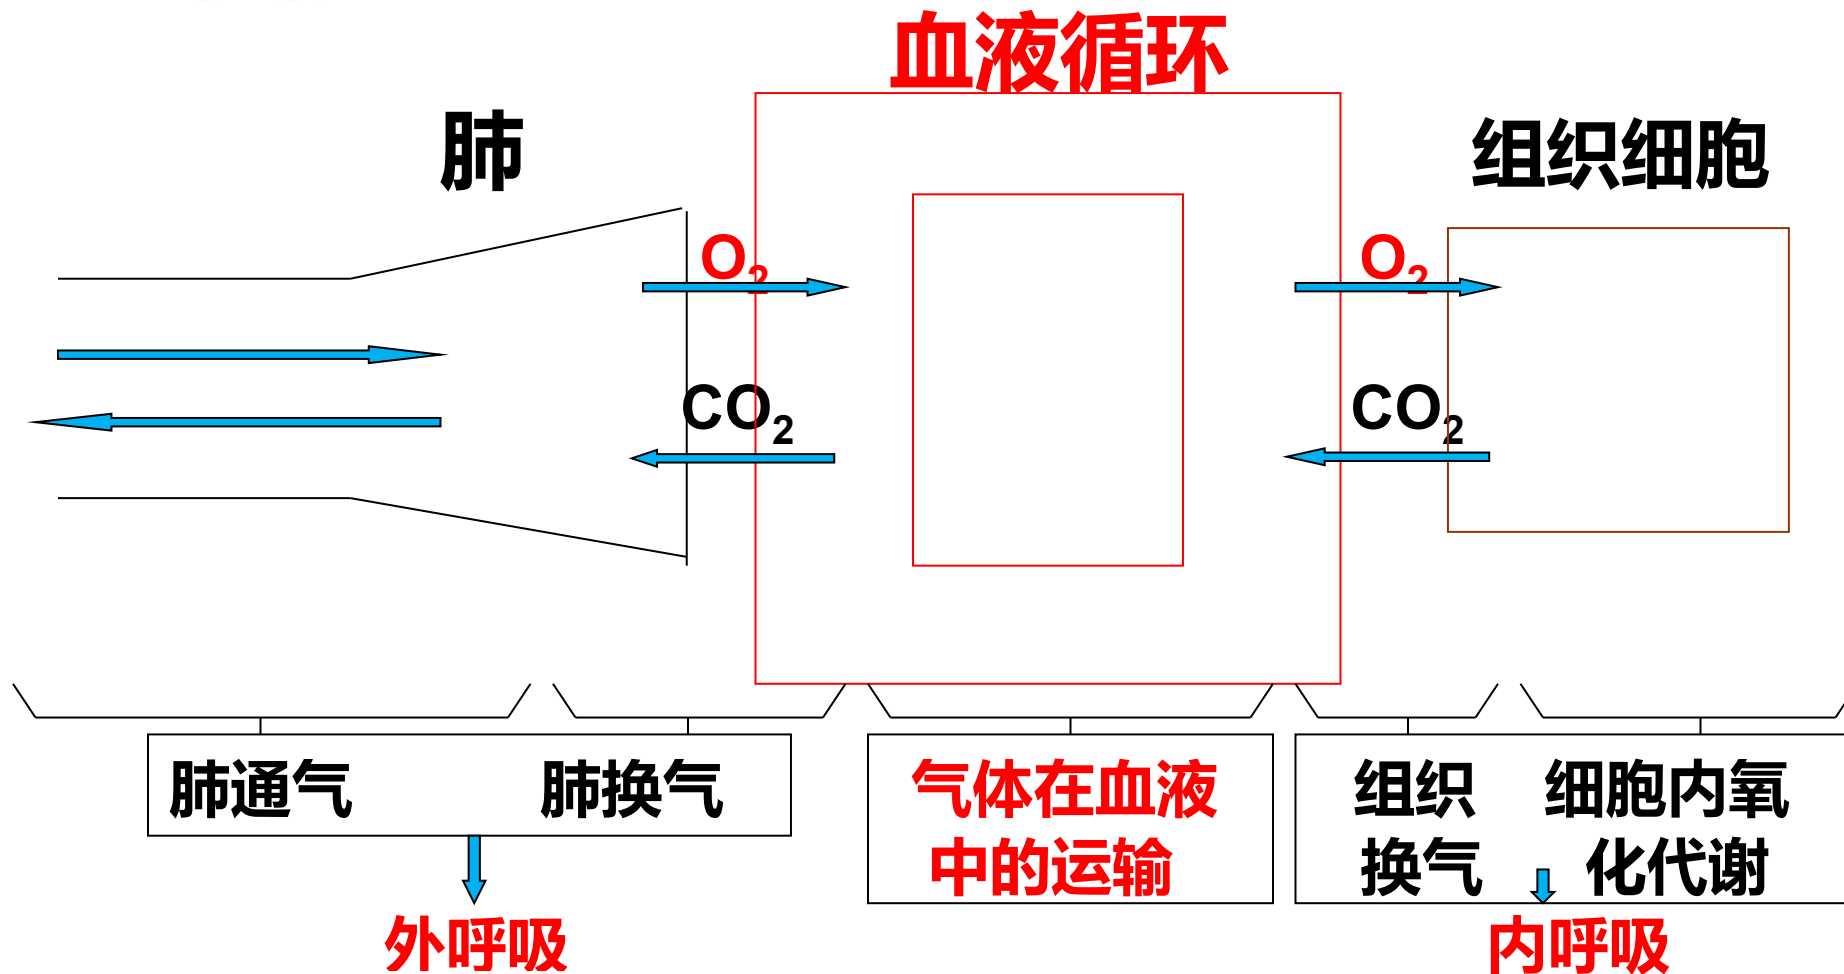 血液循环
肺
组织细胞
O₂
O₂
CO₂
CO₂
肺通气
肺换气
气体在血液
中的运输
组织
换气
细胞内氧
化代谢
外呼吸
内呼吸